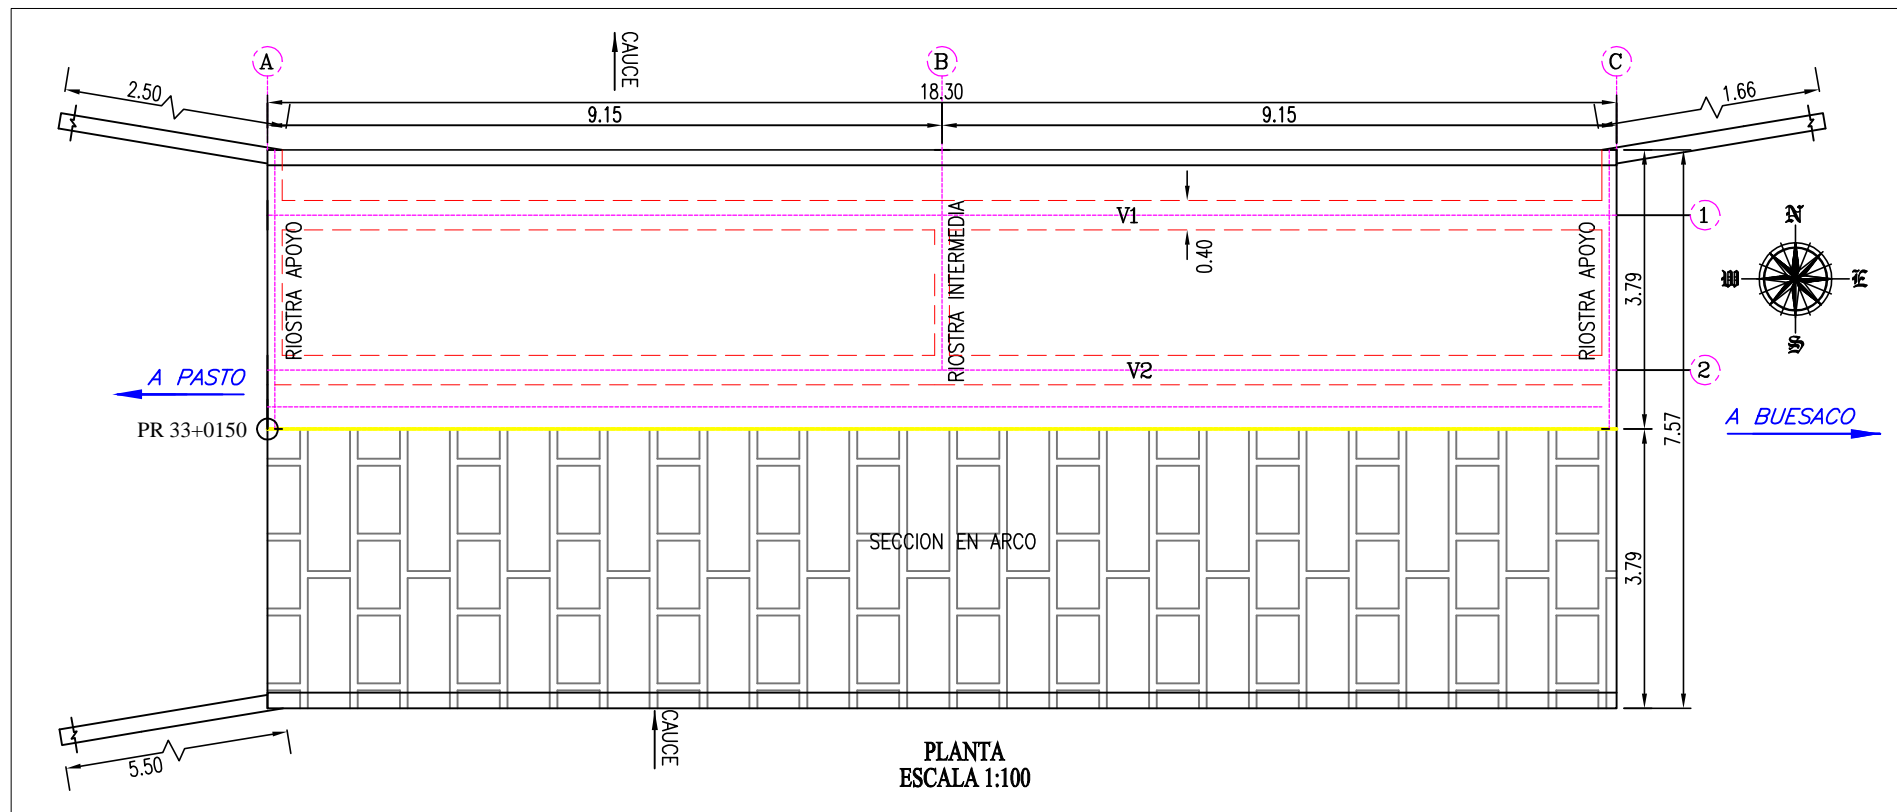 A
B
C
CAUCE
18.30
2.50
9.15
9.15
1.66
V1
1
N
W
E
S
0.40
RIOSTRA APOYO
RIOSTRA INTERMEDIA
RIOSTRA APOYO
3.79
V2
2
A PASTO
PR 33+0150
7.57
A BUESACO
SECCION EN ARCO
3.79
CAUCE
5.50
PLANTA
ESCALA 1:100